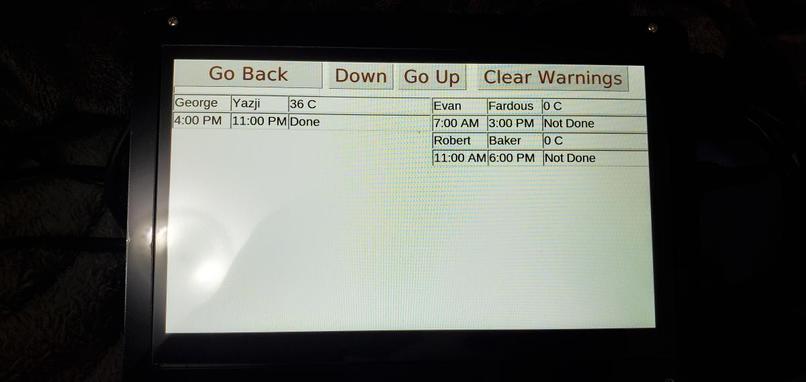 Go Back Down Go Up Clear Warnings
George Yazji 36 C
4:00 PM 11:00 PM Done
Evan Fardous 0 C
7:00 AM 3:00 PM Not Done
Robert Baker 0 C
11:00 AM 6:00 PM Not Done